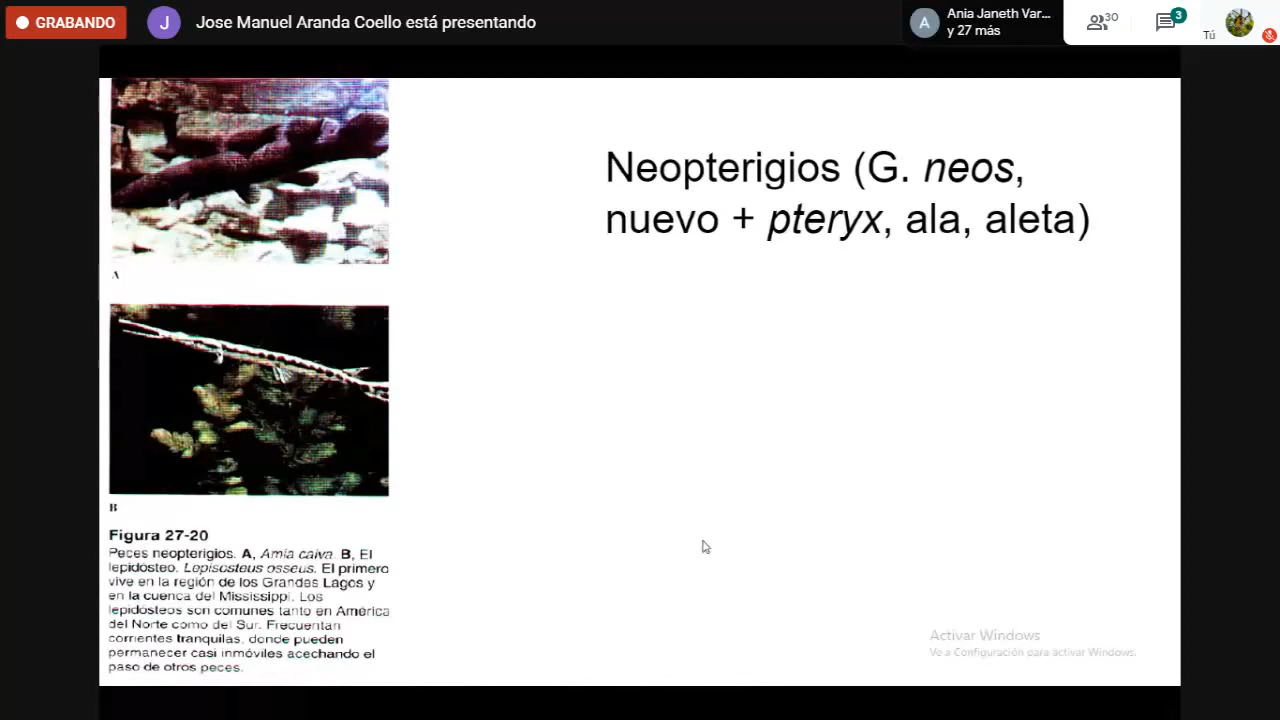 GRABANDO
J
Jose Manuel Aranda Coello está presentando
A
Ania Janeth Var...
y 27 más
30
3
Tú
Neopterigios (G. neos,
nuevo + pteryx, ala, aleta)
A
B
Figura 27-20
Peces neopterigios. A, Amia calva. B, El
lepidósteo, Lepisosteus osseus. El primero
vive en la región de los Grandes Lagos y
en la cuenca del Mississippi. Los
lepidósteos son comunes tanto en América
del Norte como del Sur. Frecuentan
corrientes tranquilas, donde pueden
permanecer casi inmóviles acechando el
paso de otros peces.
Activar Windows
Ve a Configuración para activar Windows.